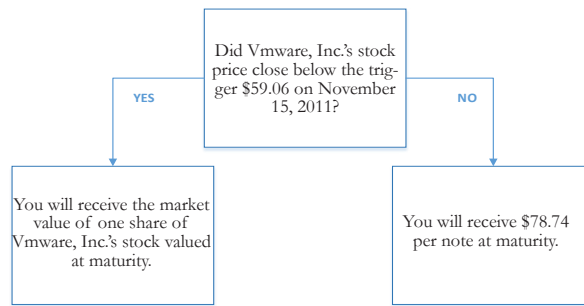 Did Vmware, Inc.'s stock
price close below the trig-
ger $59.06 on November
15, 2011?
YES
NO
You will receive the market
value of one share of
Vmware, Inc.'s stock valued
at maturity.
You will receive $78.74
per note at maturity.